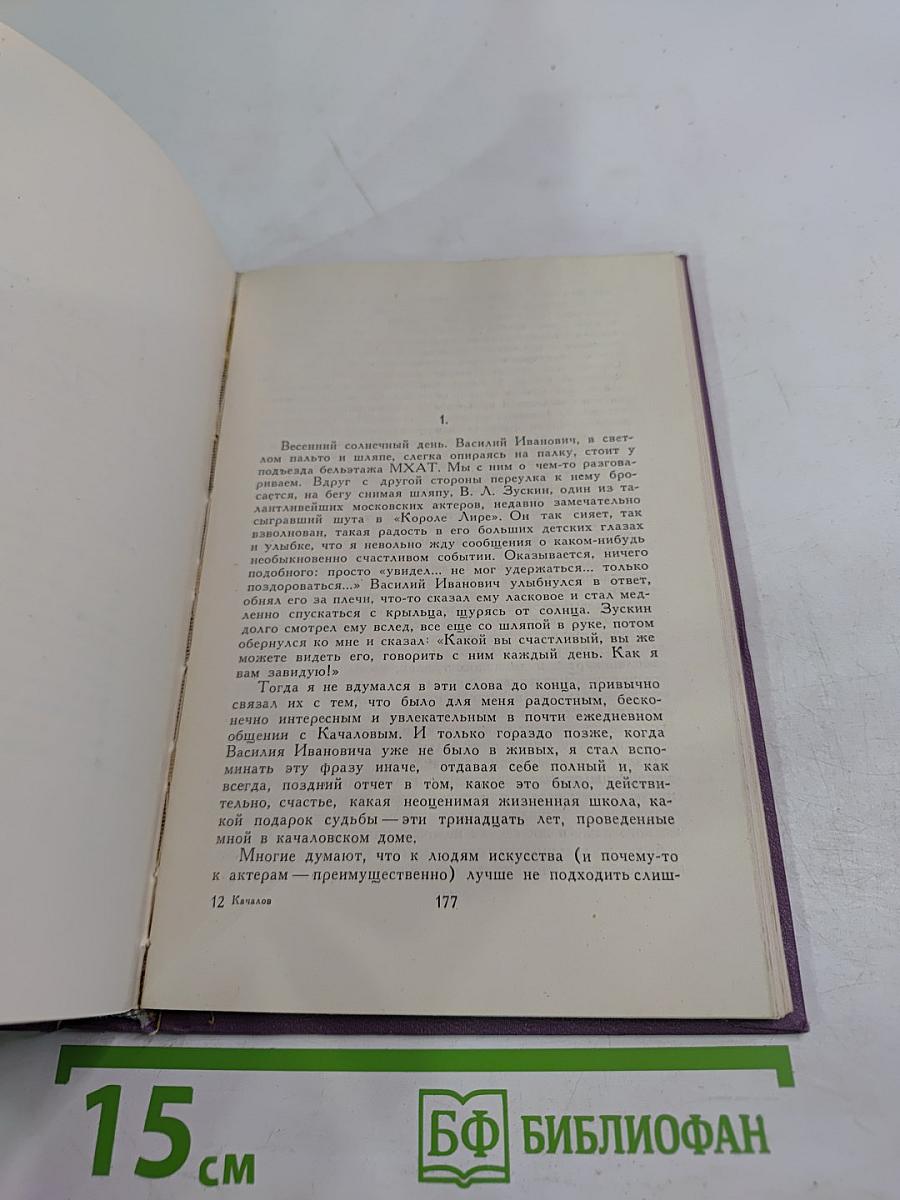 1.
Весенний солнечный день. Василий Иванович, в свет-
лом пальто и шляпе, слегка опираясь на палку, стоит у
подъезда бельэтажа МХАТ. Мы с ним о чем-то разгова-
риваем. Вдруг с другой стороны переулка к нему бро-
сается, на бегу снимая шляпу, В. Л. Зускин, один из та-
лантливейших московских актеров, недавно замечательно
сыгравший шута в «Короле Лире». Он так сияет, так
взволнован, такая радость в его больших детских глазах
и улыбке, что я невольно жду сообщения о каком-нибудь
необыкновенно счастливом событии. Оказывается, ничего
подобного: просто «увидел... не мог удержаться... только
поздороваться...» Василий Иванович улыбнулся в ответ,
обнял его за плечи, что-то сказал ему ласковое и стал мед-
ленно спускаться с крыльца, щурясь от солнца. Зускин
долго смотрел ему вслед, все еще со шляпой в руке, потом
обернулся ко мне и сказал: «Какой вы счастливый, вы же
можете видеть его, говорить с ним каждый день. Как я
вам завидую!»
Тогда я не вдумался в эти слова до конца, привычно
связал их с тем, что было для меня радостным, беско-
нечно интересным и увлекательным в почти ежедневном
общении с Качаловым. И только гораздо позже, когда
Василия Ивановича уже не было в живых, я стал вспо-
минать эту фразу иначе, отдавая себе полный и, как
всегда, поздний отчет в том, какое это было, действи-
тельно, счастье, какая неоценимая жизненная школа, ка-
кой подарок судьбы — эти тринадцать лет, проведенные
мной в качаловском доме.
Многие думают, что к людям искусства (и почему-то
к актерам — преимущественно) лучше не подходить слиш-
12 Качалов 177
15 см БФ БИБЛИОФАН